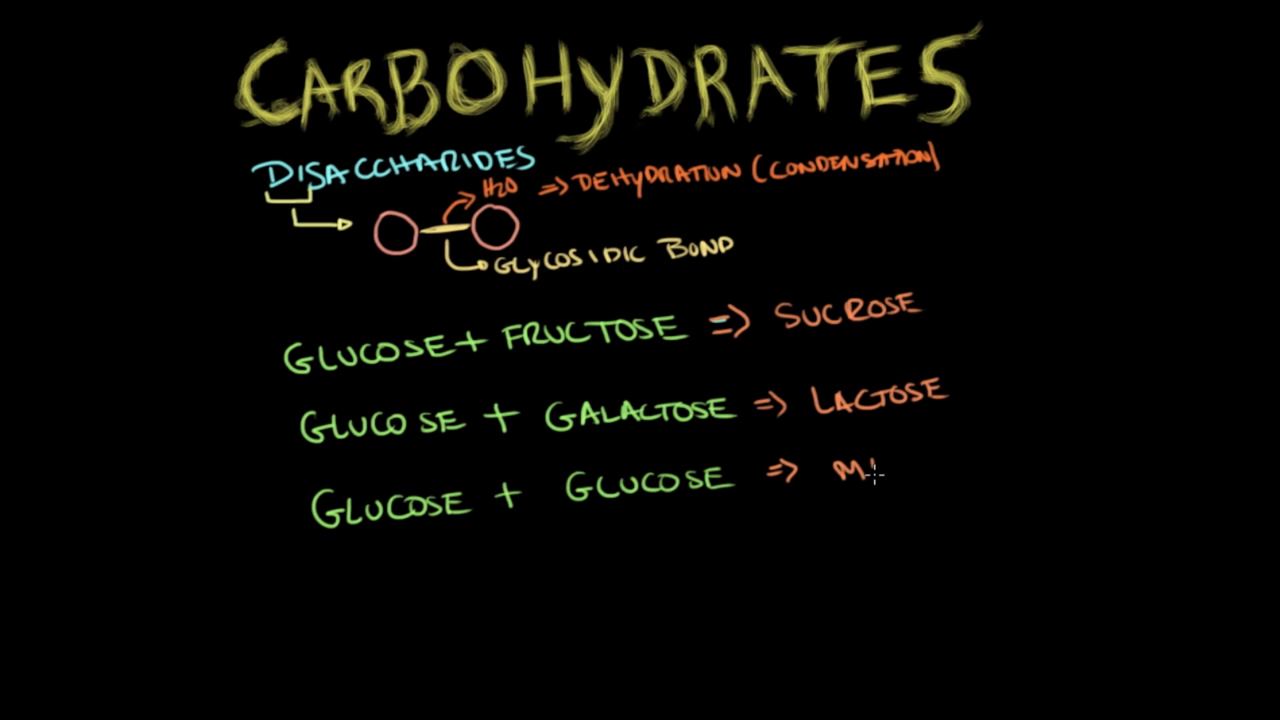 CARBOHYDRATES
DISACCHARIDES
H2O => DEHYDRATION (CONDENSATION)
GLYCOSIDIC BOND
GLUCOSE + FRUCTOSE => SUCROSE
GLUCOSE + GALACTOSE => LACTOSE
GLUCOSE + GLUCOSE => M